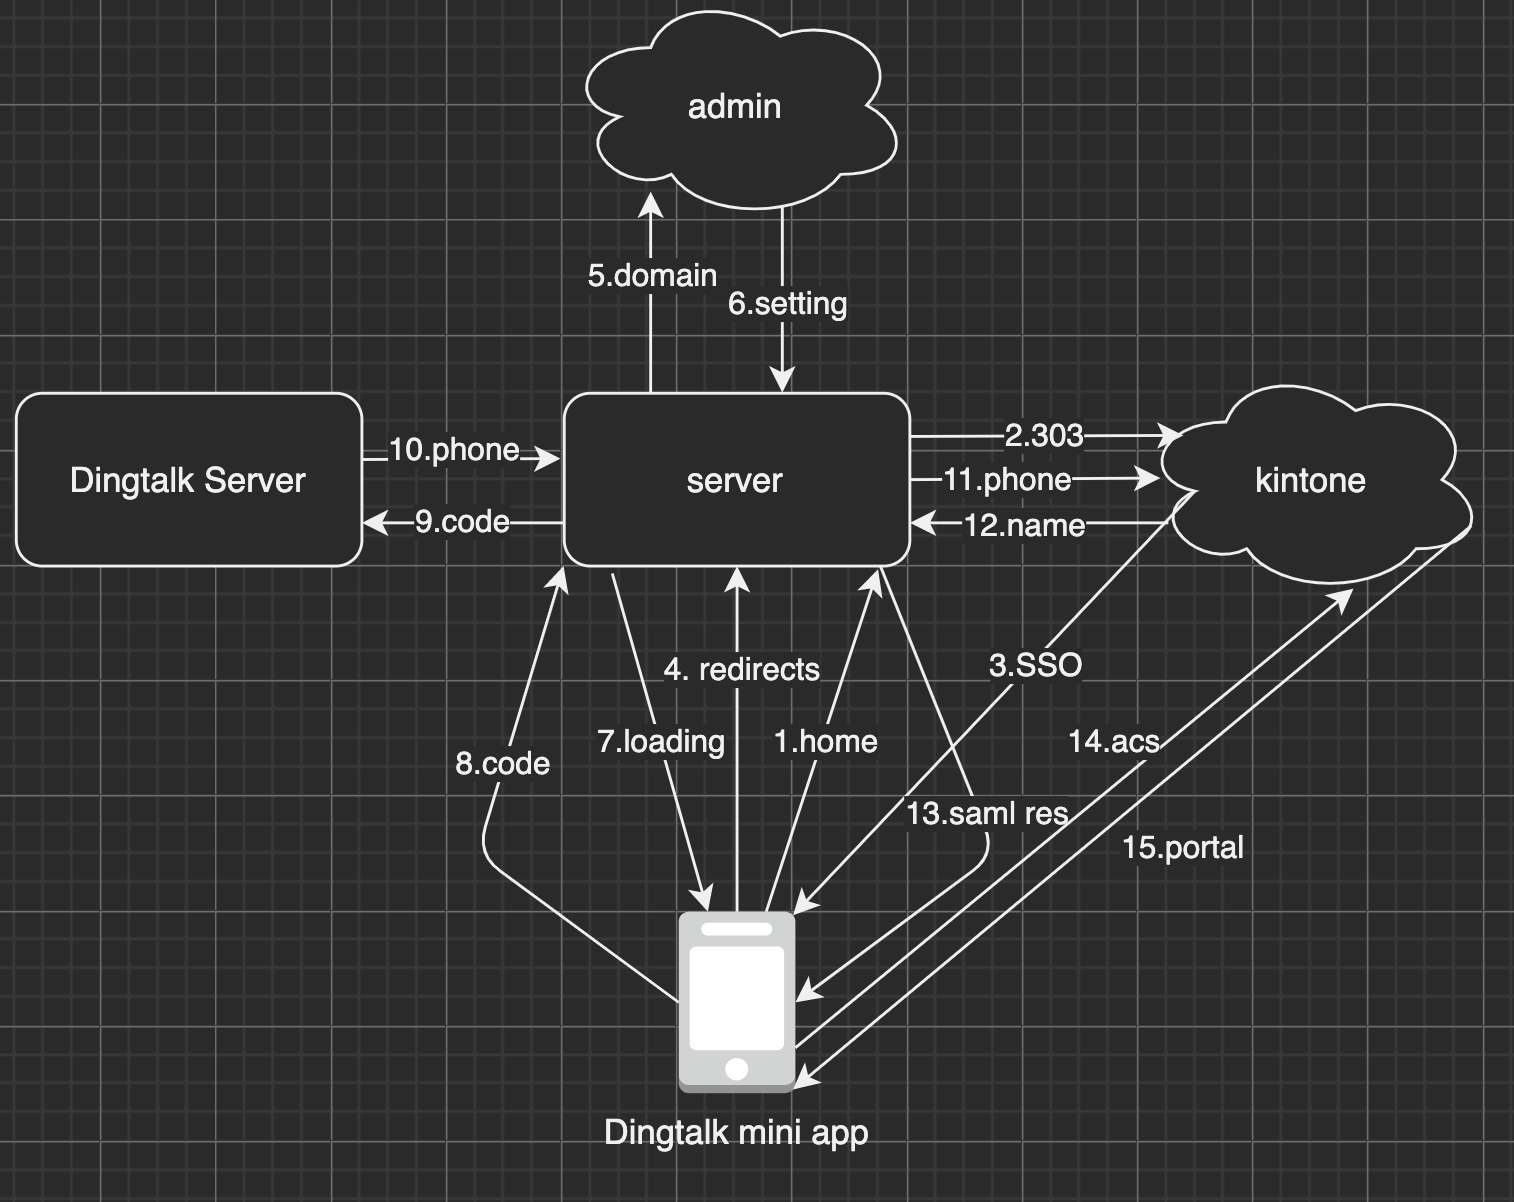 admin
5.domain
6.setting
2.303
10.phone
11.phone
Dingtalk Server
server
kintone
9.code
12.name
3.SSO
4. redirects
7.loading
1.home
14.acs
8.code
13.saml res
15.portal
Dingtalk mini app